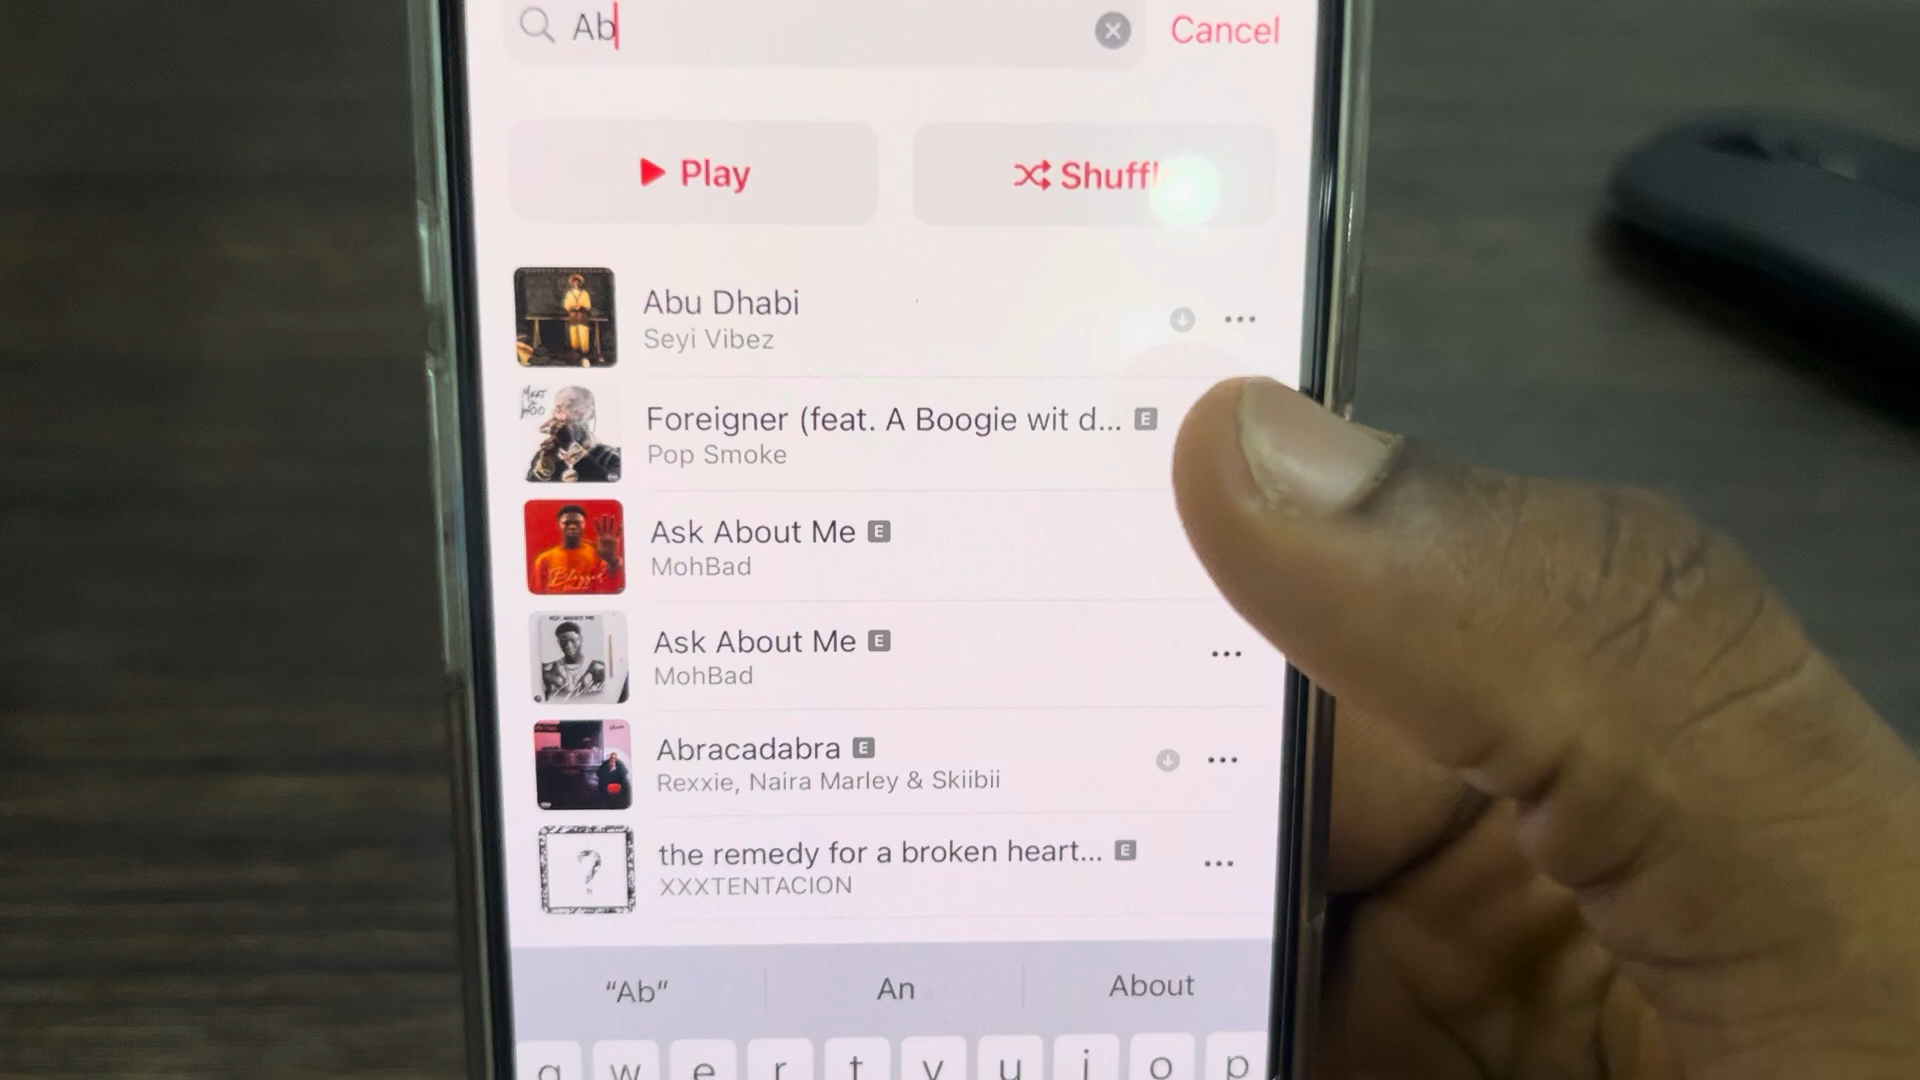 Ab
Cancel
Play
Shuffl
Abu Dhabi
Seyi Vibez
Foreigner (feat. A Boogie wit d... E
Pop Smoke
Ask About Me E
MohBad
Ask About Me E
MohBad
Abracadabra E
Rexxie, Naira Marley & Skiibii
the remedy for a broken heart... E
XXXTENTACION
“Ab”
An
About
q w e r t y u i o p